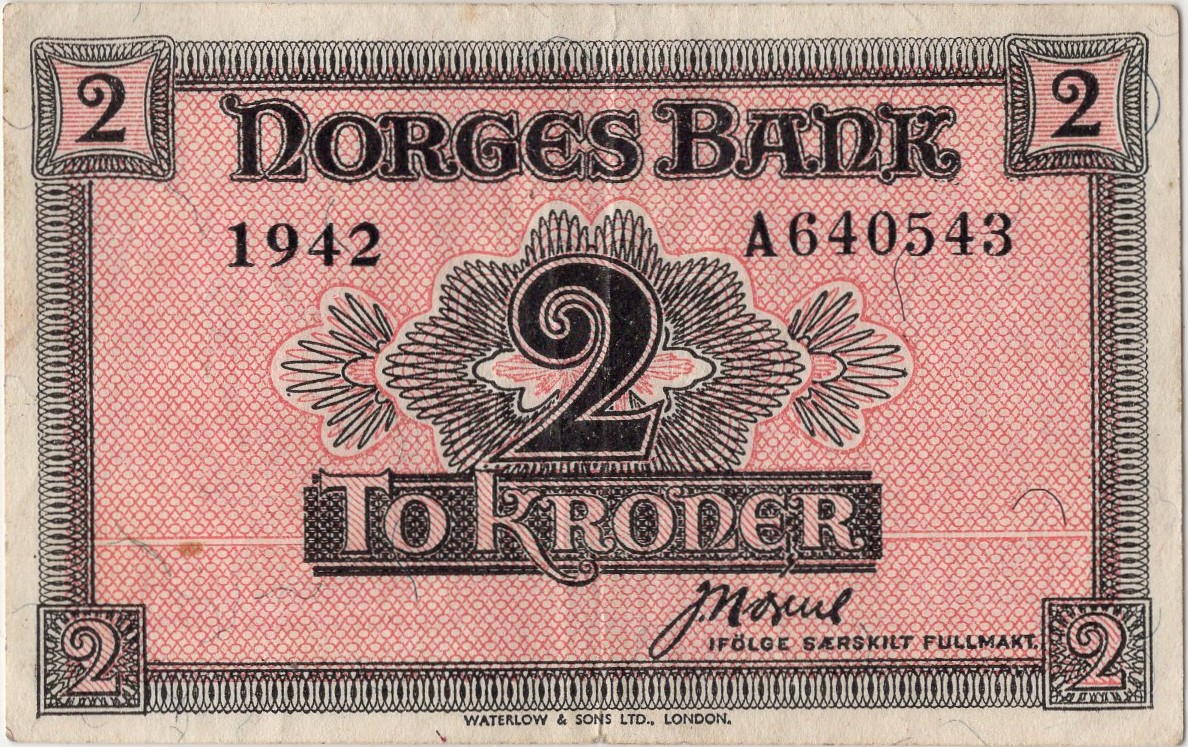 2 2
NORGES BANK
1942 A640543
2
TO KRONER
IFÖLGE SÆRSKILT FULLMAKT.
2 2
WATERLOW & SONS LTD., LONDON.